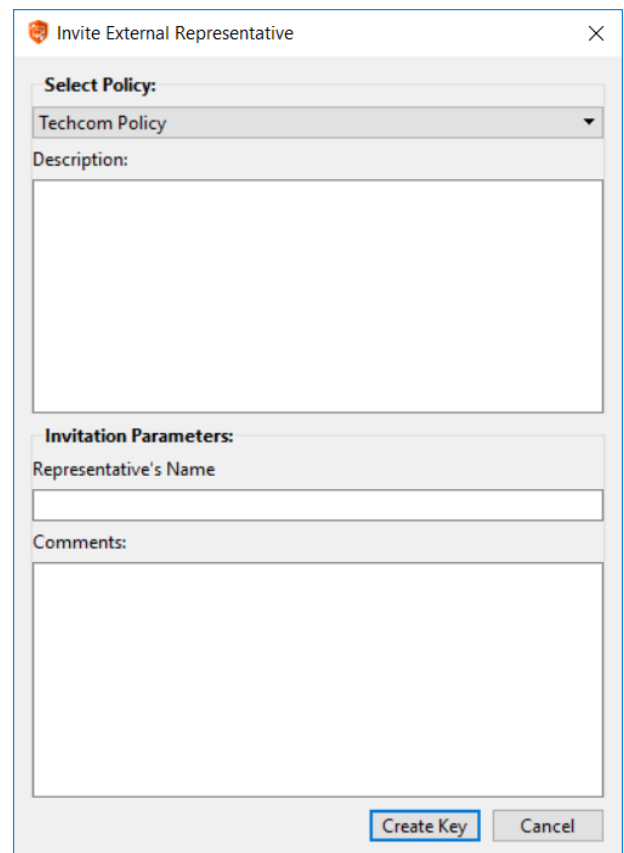 Invite External Representative
Select Policy:
Techcom Policy
Description:
Invitation Parameters:
Representative's Name
Comments:
Create Key Cancel